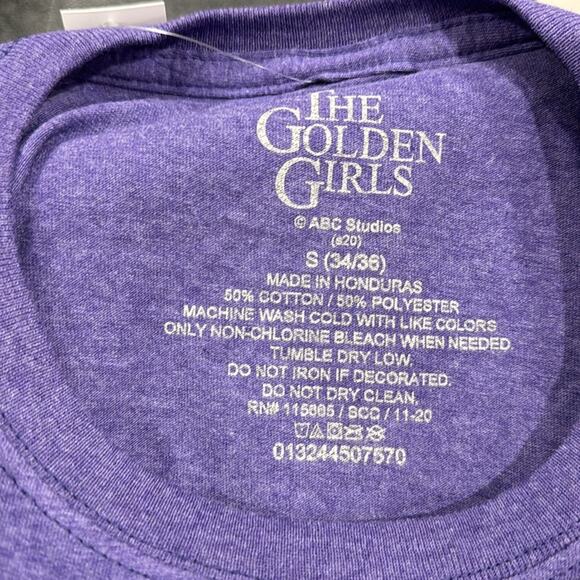 THE
GOLDEN
GIRLS
© ABC Studios
(s20)
S (34/36)
MADE IN HONDURAS
50% COTTON / 50% POLYESTER
MACHINE WASH COLD WITH LIKE COLORS
ONLY NON-CHLORINE BLEACH WHEN NEEDED.
TUMBLE DRY LOW.
DO NOT IRON IF DECORATED.
DO NOT DRY CLEAN.
RN# 115665 / SCC / 11-20
013244507570